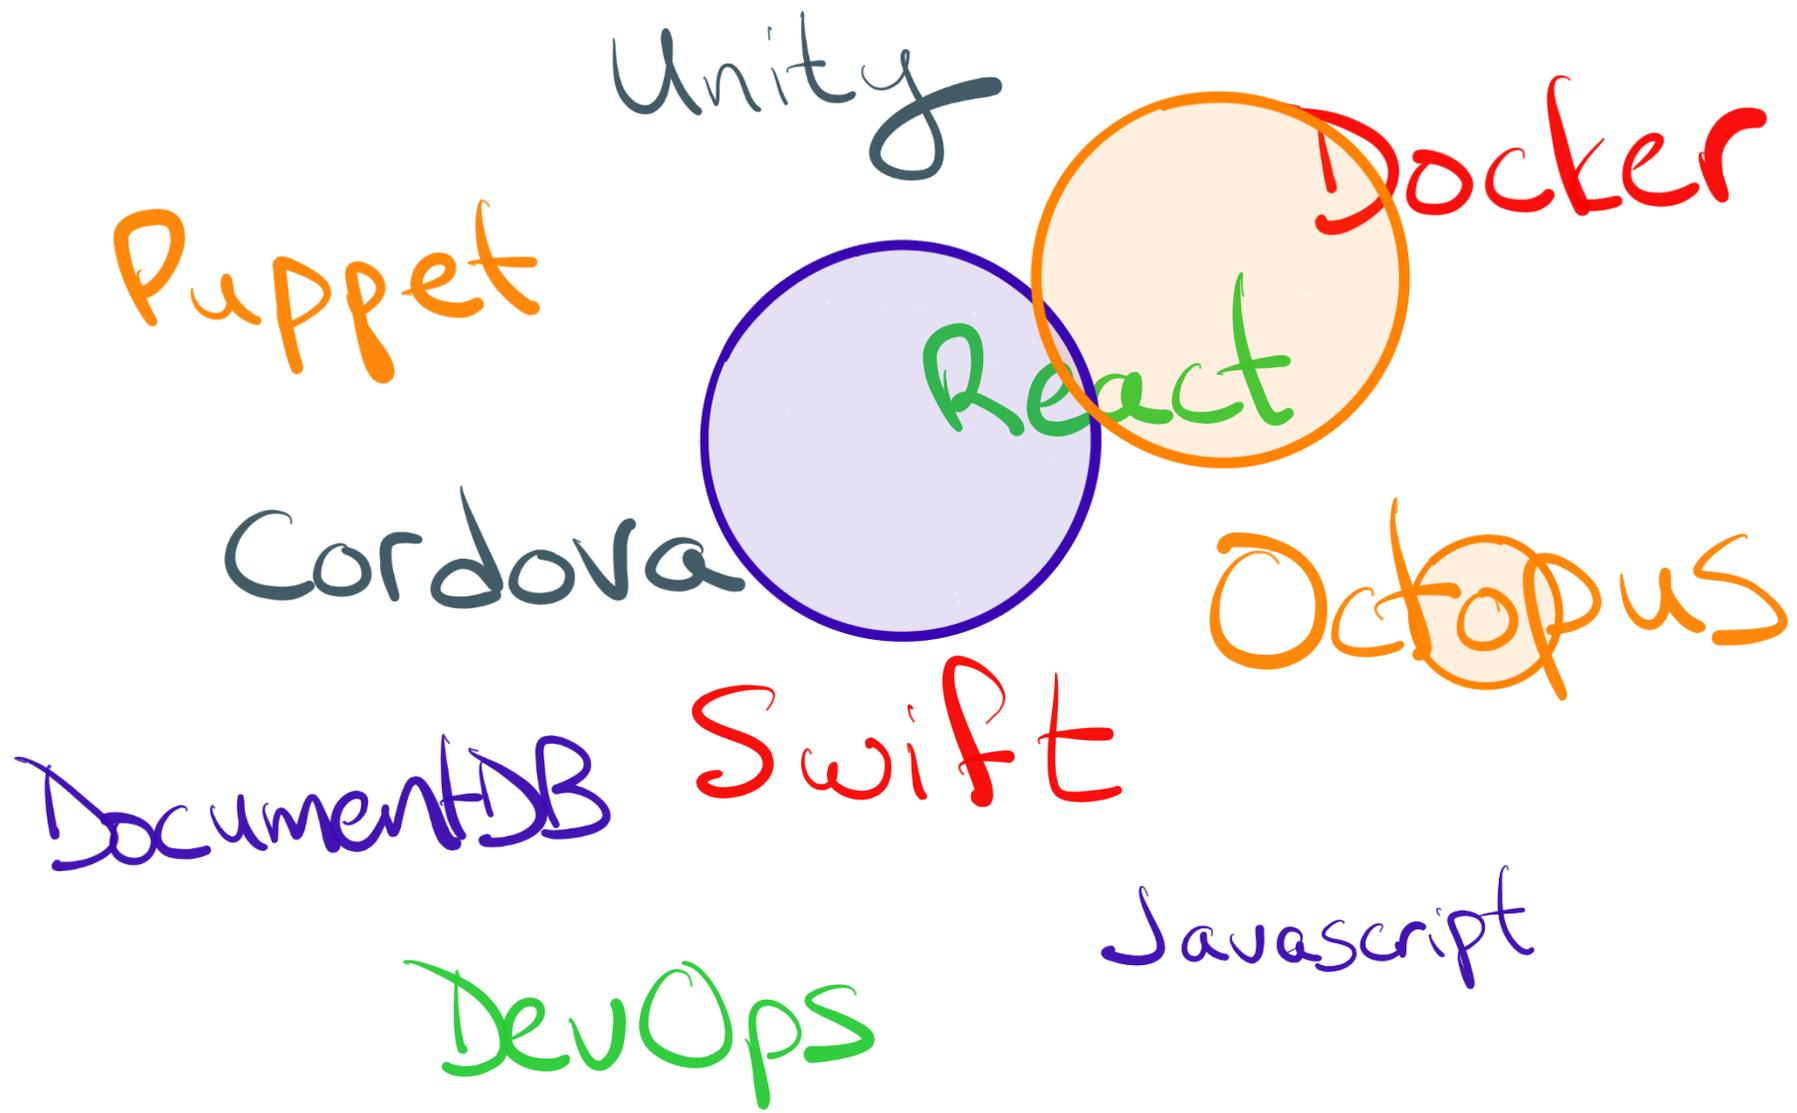 Unity
Docker
Puppet
React
Cordova
Octopus
Swift
DocumentDB
Javascript
DevOps